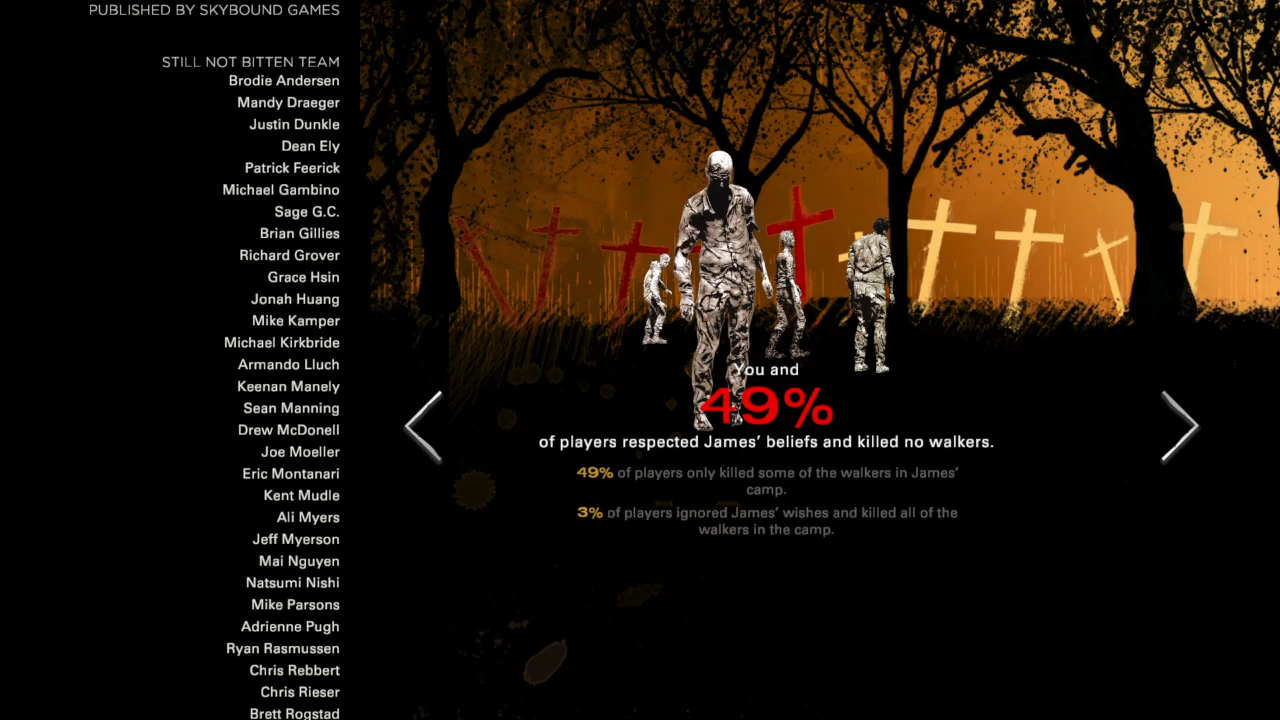 PUBLISHED BY SKYBOUND GAMES
STILL NOT BITTEN TEAM
Brodie Andersen
Mandy Draeger
Justin Dunkle
Dean Ely
Patrick Feerick
Michael Gambino
Sage G.C.
Brian Gillies
Richard Grover
Grace Hsin
Jonah Huang
Mike Kamper
Michael Kirkbride
Armando Lluch
Keenan Manely
Sean Manning
Drew McDonell
Joe Moeller
Eric Montanari
Kent Mudle
Ali Myers
Jeff Myerson
Mai Nguyen
Natsumi Nishi
Mike Parsons
Adrienne Pugh
Ryan Rasmussen
Chris Rebbert
Chris Rieser
Brett Rogstad
You and
49%
of players respected James' beliefs and killed no walkers.
49% of players only killed some of the walkers in James'
camp.
3% of players ignored James' wishes and killed all of the
walkers in the camp.